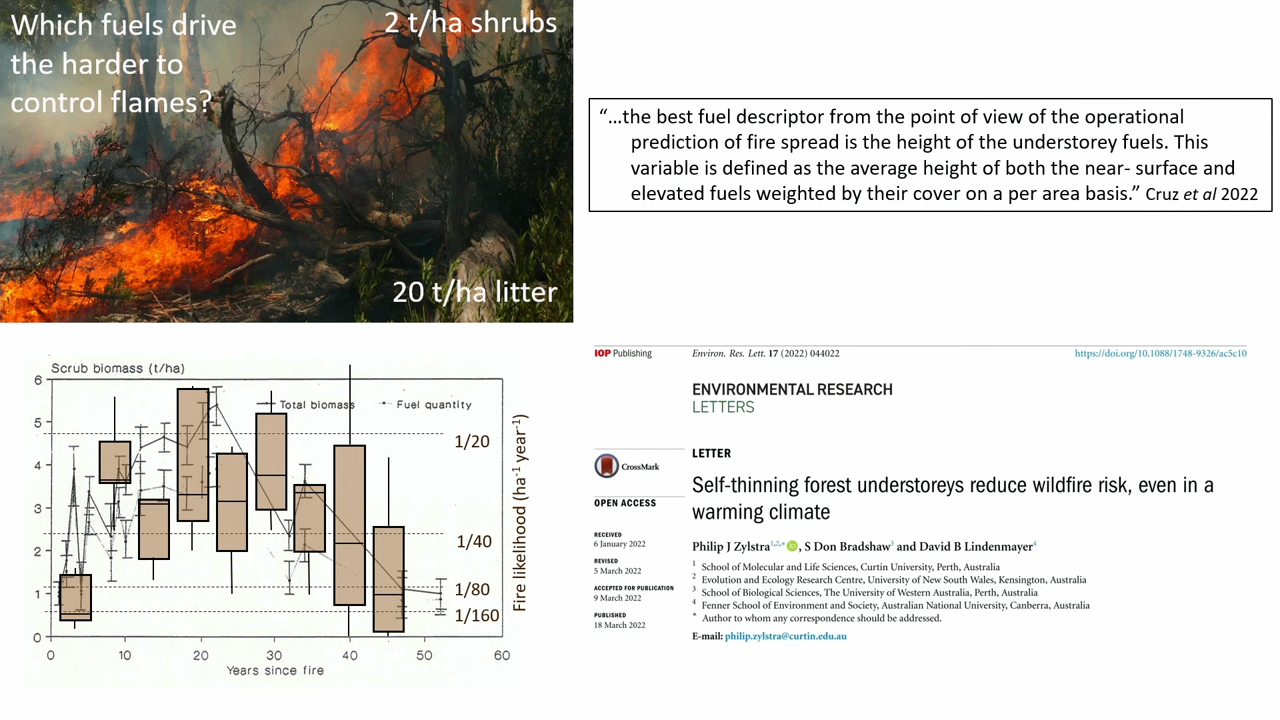 Which fuels drive
the harder to
control flames?
2 t/ha shrubs
20 t/ha litter
“…the best fuel descriptor from the point of view of the operational
prediction of fire spread is the height of the understorey fuels. This
variable is defined as the average height of both the near- surface and
elevated fuels weighted by their cover on a per area basis.” Cruz et al 2022
Scrub biomass (t/ha)
Total biomass
Fuel quantity
6
5
4
3
2
1
0
1/20
1/40
1/80
1/160
Fire likelihood (ha-1 year-1)
0 10 20 30 40 50 60
Years since fire
IOP Publishing
Environ. Res. Lett. 17 (2022) 044022
https://doi.org/10.1088/1748-9326/ac5c10
ENVIRONMENTAL RESEARCH
LETTERS
CrossMark
OPEN ACCESS
RECEIVED
6 January 2022
REVISED
5 March 2022
ACCEPTED FOR PUBLICATION
9 March 2022
PUBLISHED
18 March 2022
LETTER
Self-thinning forest understoreys reduce wildfire risk, even in a
warming climate
Philip J Zylstra1,2,* iD, S Don Bradshaw3 and David B Lindenmayer4
1 School of Molecular and Life Sciences, Curtin University, Perth, Australia
2 Evolution and Ecology Research Centre, University of New South Wales, Kensington, Australia
3 School of Biological Sciences, The University of Western Australia, Perth, Australia
4 Fenner School of Environment and Society, Australian National University, Canberra, Australia
* Author to whom any correspondence should be addressed.
E-mail: philip.zylstra@curtin.edu.au